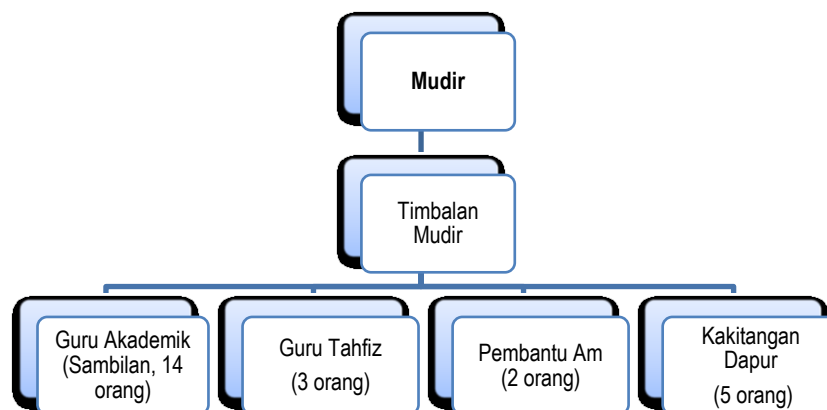 Mudir
Timbalan
Mudir
Guru Akademik
(Sambilan, 14
orang)
Guru Tahfiz
(3 orang)
Pembantu Am
(2 orang)
Kakitangan
Dapur
(5 orang)